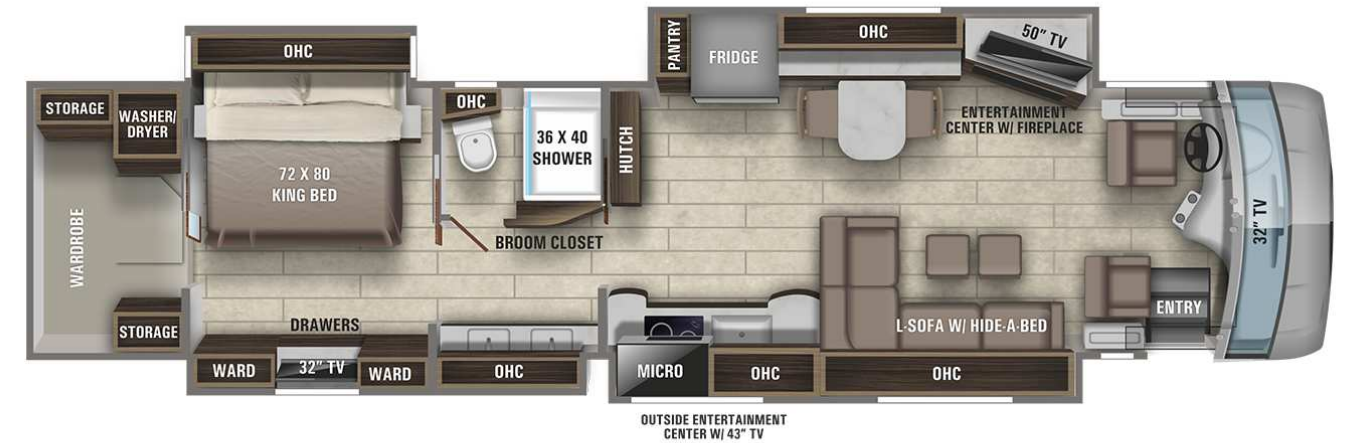 OHC
STORAGE
WASHER/
DRYER
72 X 80
KING BED
WARDROBE
STORAGE
DRAWERS
WARD
32" TV
WARD
OHC
36 X 40
SHOWER
HUTCH
BROOM CLOSET
OHC
PANTRY
FRIDGE
OHC
50" TV
ENTERTAINMENT
CENTER W/ FIREPLACE
32" TV
ENTRY
L-SOFA W/ HIDE-A-BED
MICRO
OHC
OHC
OUTSIDE ENTERTAINMENT
CENTER W/ 43" TV